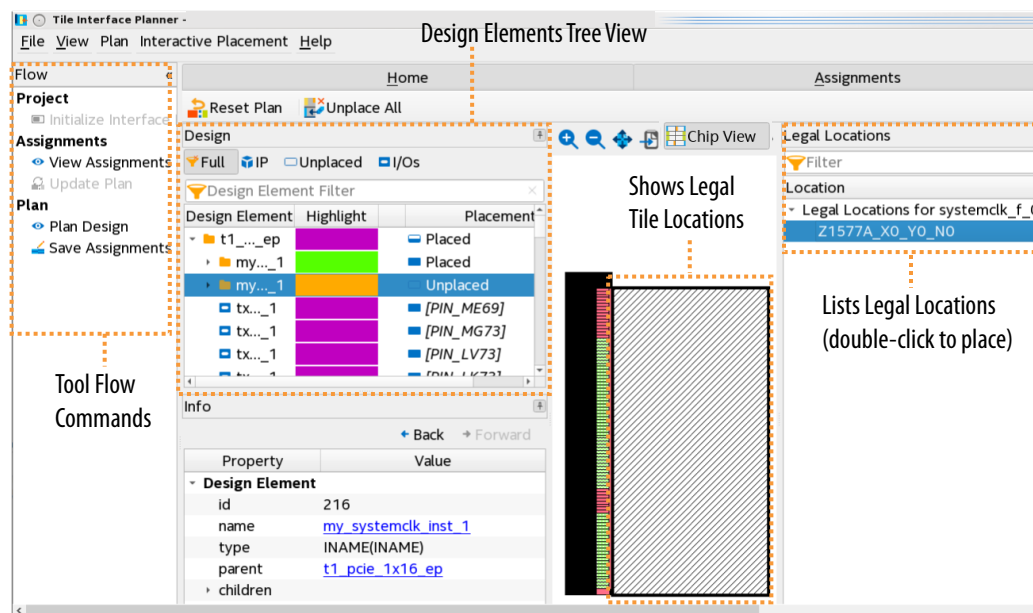 Tile Interface Planner -
File View Plan Interactive Placement Help
Design Elements Tree View
Flow «
Home
Assignments
Project
Initialize Interface
Assignments
View Assignments
Update Plan
Plan
Plan Design
Save Assignments
Tool Flow
Commands
Reset Plan
Unplace All
Design
Full IP Unplaced I/Os
Design Element Filter
Design Element Highlight Placement
t1_..._ep Placed
my..._1 Placed
my..._1 Unplaced
tx..._1 [PIN_ME69]
tx..._1 [PIN_MG73]
tx..._1 [PIN_LV73]
tx..._1 [PIN_LK73]
Info
Back Forward
Property Value
Design Element
id 216
name my_systemclk_inst_1
type INAME(INAME)
parent t1_pcie_1x16_ep
children
Chip View
Shows Legal
Tile Locations
Legal Locations
Filter
Location
Legal Locations for systemclk_f_0
Z1577A_X0_Y0_N0
Lists Legal Locations
(double-click to place)